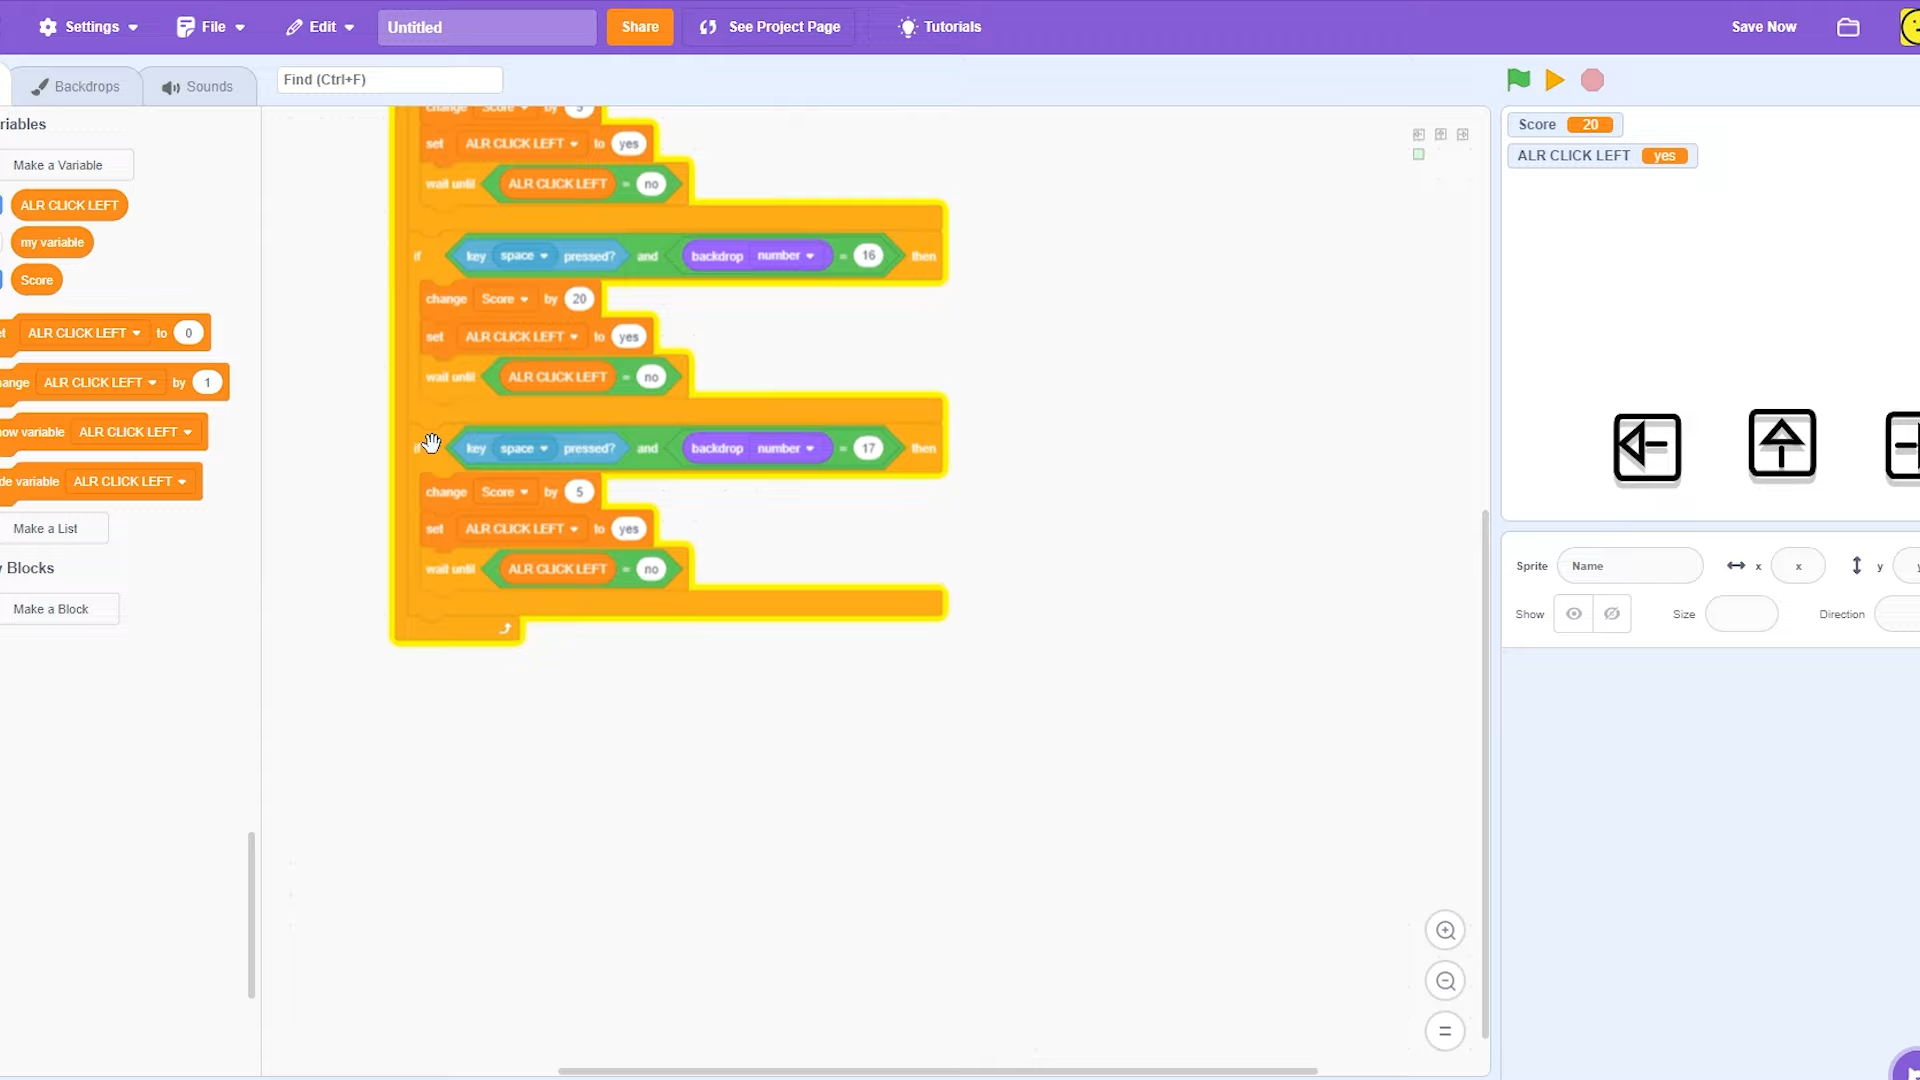 Settings File Edit Untitled Share See Project Page Tutorials Save Now
Backdrops Sounds Find (Ctrl+F)
riables
Make a Variable
ALR CLICK LEFT
my variable
Score
et ALR CLICK LEFT to 0
ange ALR CLICK LEFT by 1
ow variable ALR CLICK LEFT
de variable ALR CLICK LEFT
Make a List
y Blocks
Make a Block
change Score by 5
set ALR CLICK LEFT to yes
wait until ALR CLICK LEFT = no
if key space pressed? and backdrop number = 16 then
change Score by 20
set ALR CLICK LEFT to yes
wait until ALR CLICK LEFT = no
if key space pressed? and backdrop number = 17 then
change Score by 5
set ALR CLICK LEFT to yes
wait until ALR CLICK LEFT = no
Score 20
ALR CLICK LEFT yes
Sprite Name x x y y
Show Size Direction